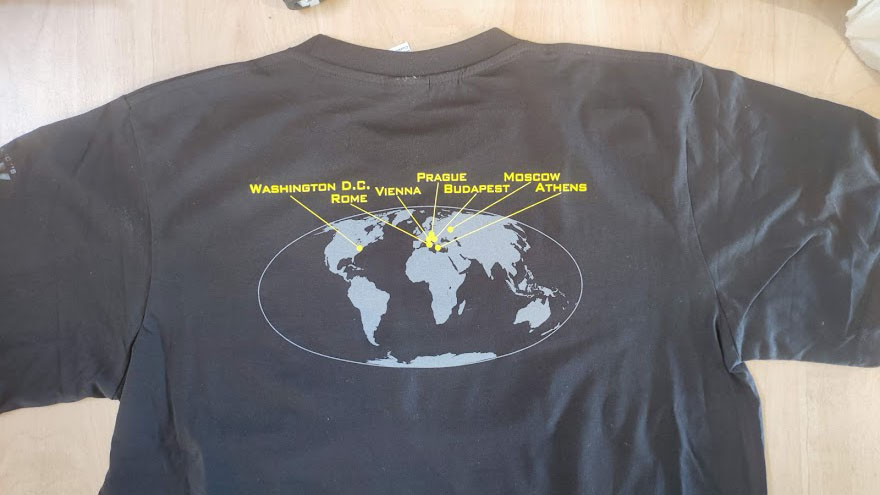 WASHINGTON D.C.
ROME
VIENNA
PRAGUE
BUDAPEST
MOSCOW
ATHENS